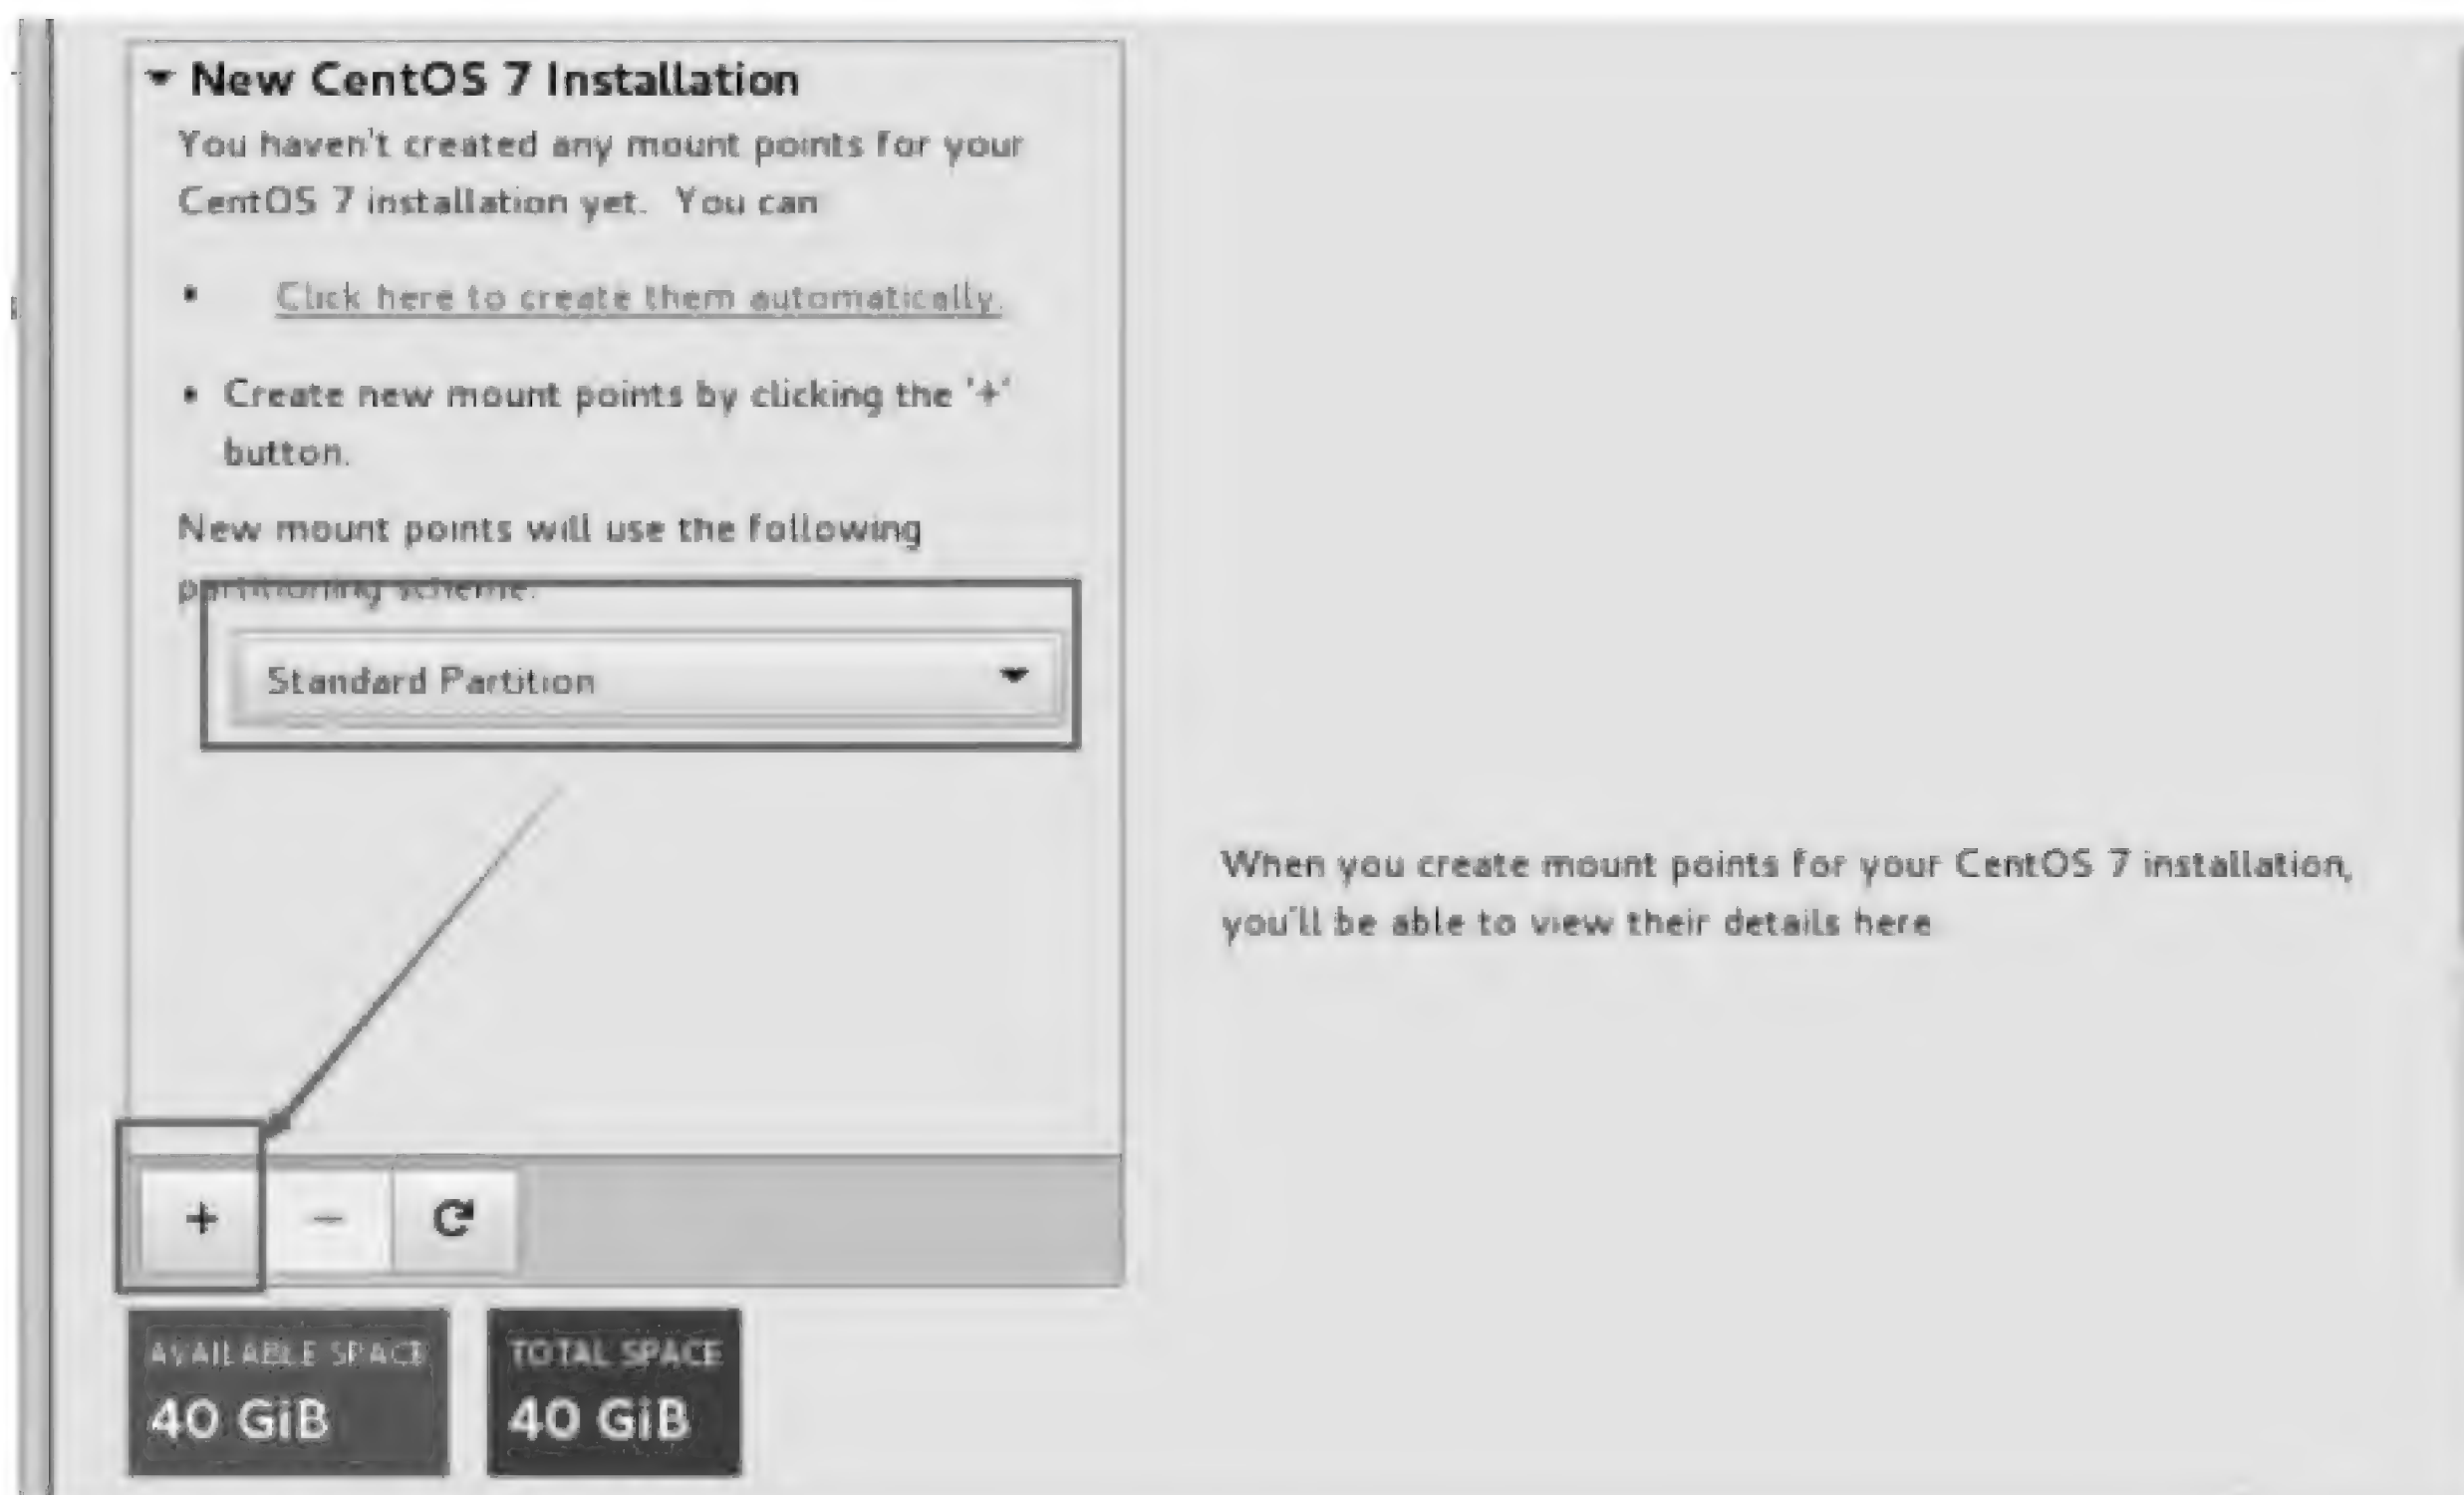 New CentOS 7 Installation
You haven't created any mount points for your
CentOS 7 installation yet. You can
• Click here to create them automatically.
• Create new mount points by clicking the '+'
button.
New mount points will use the following
partitioning scheme:
Standard Partition
When you create mount points for your CentOS 7 installation,
you'll be able to view their details here
+ −
AVAILABLE SPACE
40 GiB
TOTAL SPACE
40 GiB